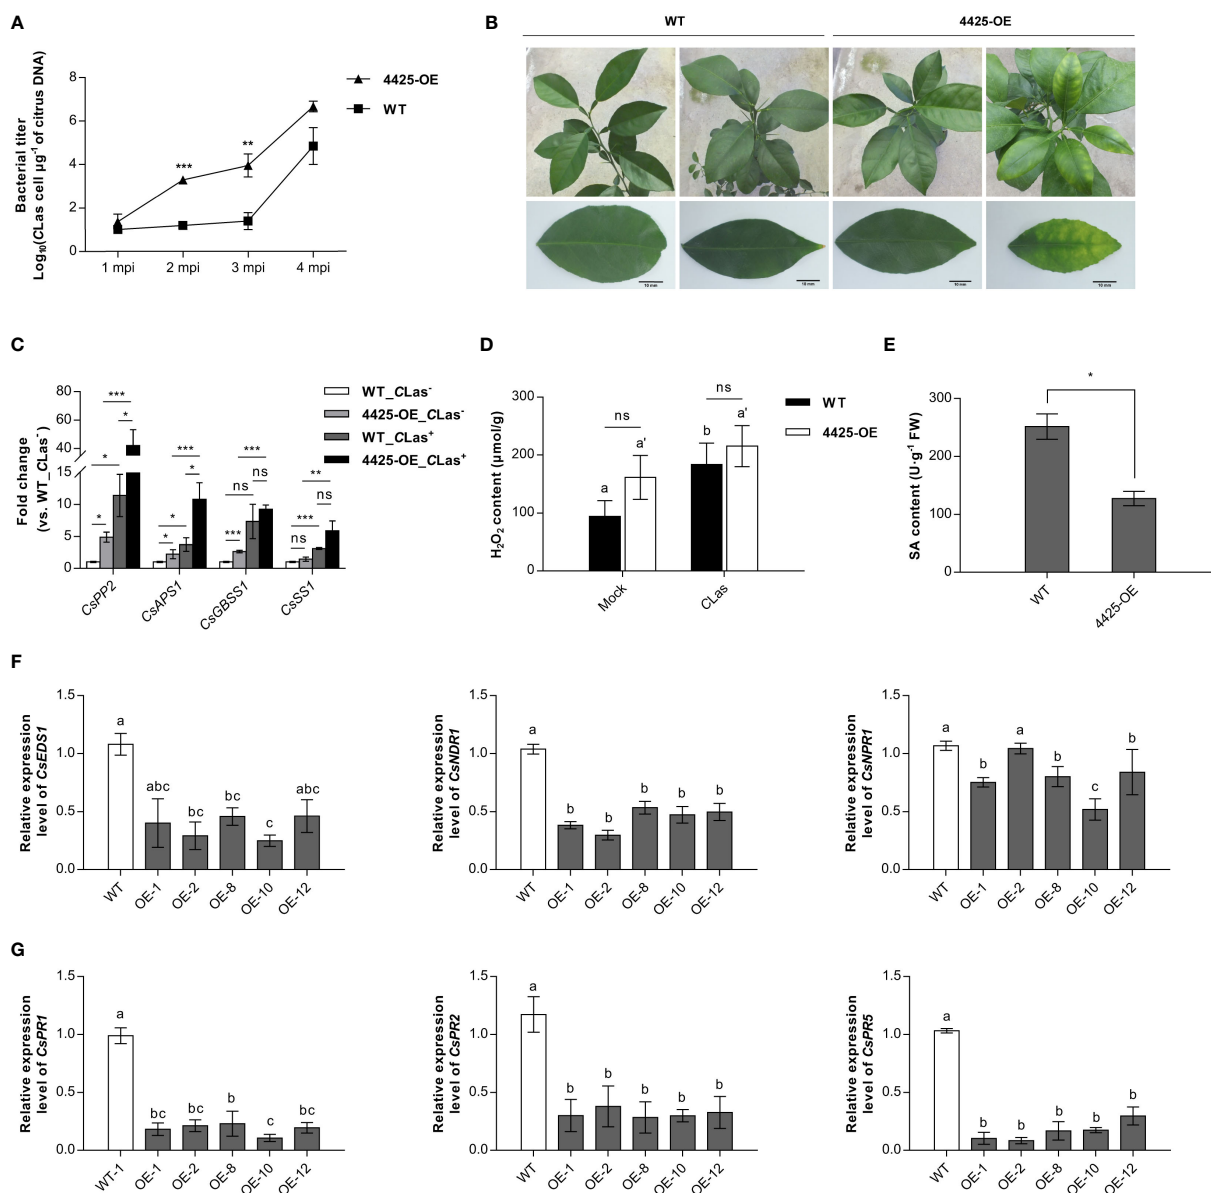 A
Bacterial titer
Log₁₀(CLas cell µg⁻¹ of citrus DNA)
8
6
4
2
0
1 mpi
2 mpi
3 mpi
4 mpi
***
**
4425-OE
WT
B
WT
4425-OE
10 mm
10 mm
10 mm
10 mm
C
Fold change
(vs. WT_CLas⁻)
80
60
40
20
15
10
5
0
*
*
***
*
*
*
***
*
***
ns
***
ns
ns
***
**
ns
CsPP2
CsAPS1
CsGBSS1
CsSS1
WT_CLas⁻
4425-OE_CLas⁻
WT_CLas⁺
4425-OE_CLas⁺
D
H₂O₂ content (µmol/g)
300
200
100
0
ns
ns
a
a'
b
a'
Mock
CLas
WT
4425-OE
E
SA content (U·g⁻¹ FW)
300
200
100
0
*
WT
4425-OE
F
Relative expression
level of CsEDS1
1.5
1.0
0.5
0.0
a
abc
bc
bc
c
abc
WT
OE-1
OE-2
OE-8
OE-10
OE-12
Relative expression
level of CsNDR1
1.5
1.0
0.5
0.0
a
b
b
b
b
b
WT
OE-1
OE-2
OE-8
OE-10
OE-12
Relative expression
level of CsNPR1
1.5
1.0
0.5
0.0
a
b
a
b
c
b
WT
OE-1
OE-2
OE-8
OE-10
OE-12
G
Relative expression
level of CsPR1
1.5
1.0
0.5
0.0
a
bc
bc
b
c
bc
WT-1
OE-1
OE-2
OE-8
OE-10
OE-12
Relative expression
level of CsPR2
1.5
1.0
0.5
0.0
a
b
b
b
b
b
WT
OE-1
OE-2
OE-8
OE-10
OE-12
Relative expression
level of CsPR5
1.5
1.0
0.5
0.0
a
b
b
b
b
b
WT
OE-1
OE-2
OE-8
OE-10
OE-12